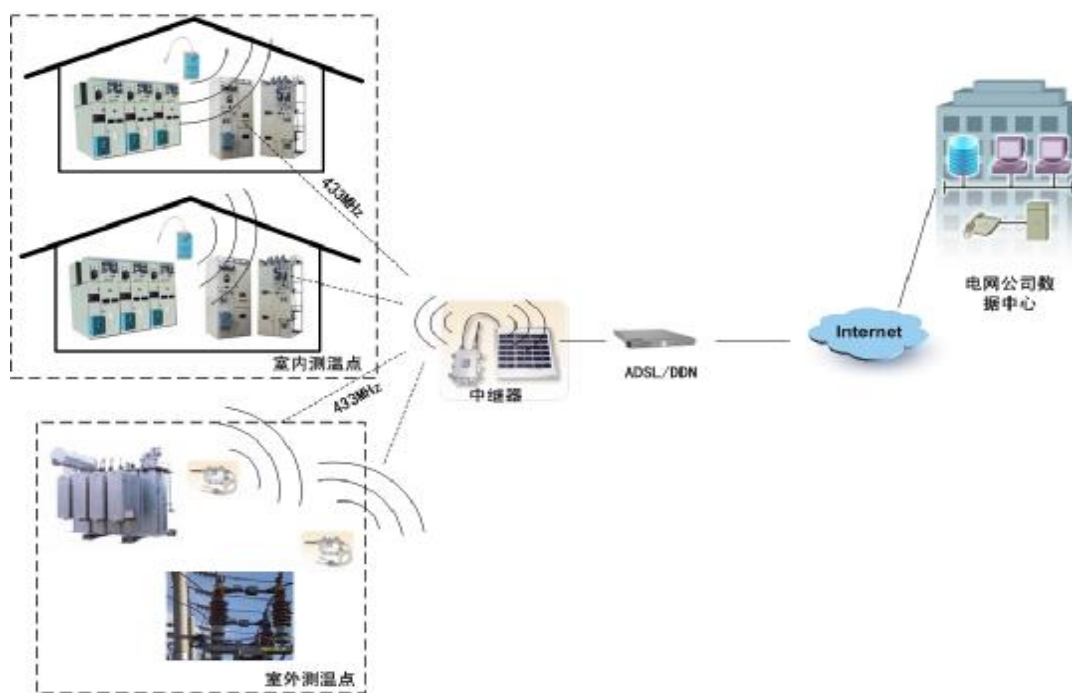 433MHz
室内测温点
433MHz
中继器
ADSL/DDN
Internet
电网公司数
据中心
室外测温点